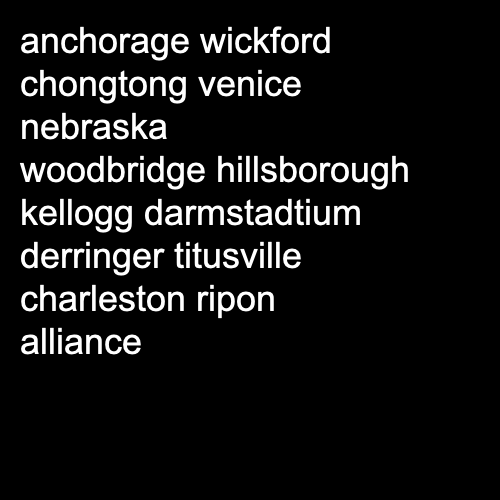 anchorage wickford
chongtong venice
nebraska
woodbridge hillsborough
kellogg darmstadtium
derringer titusville
charleston ripon
alliance